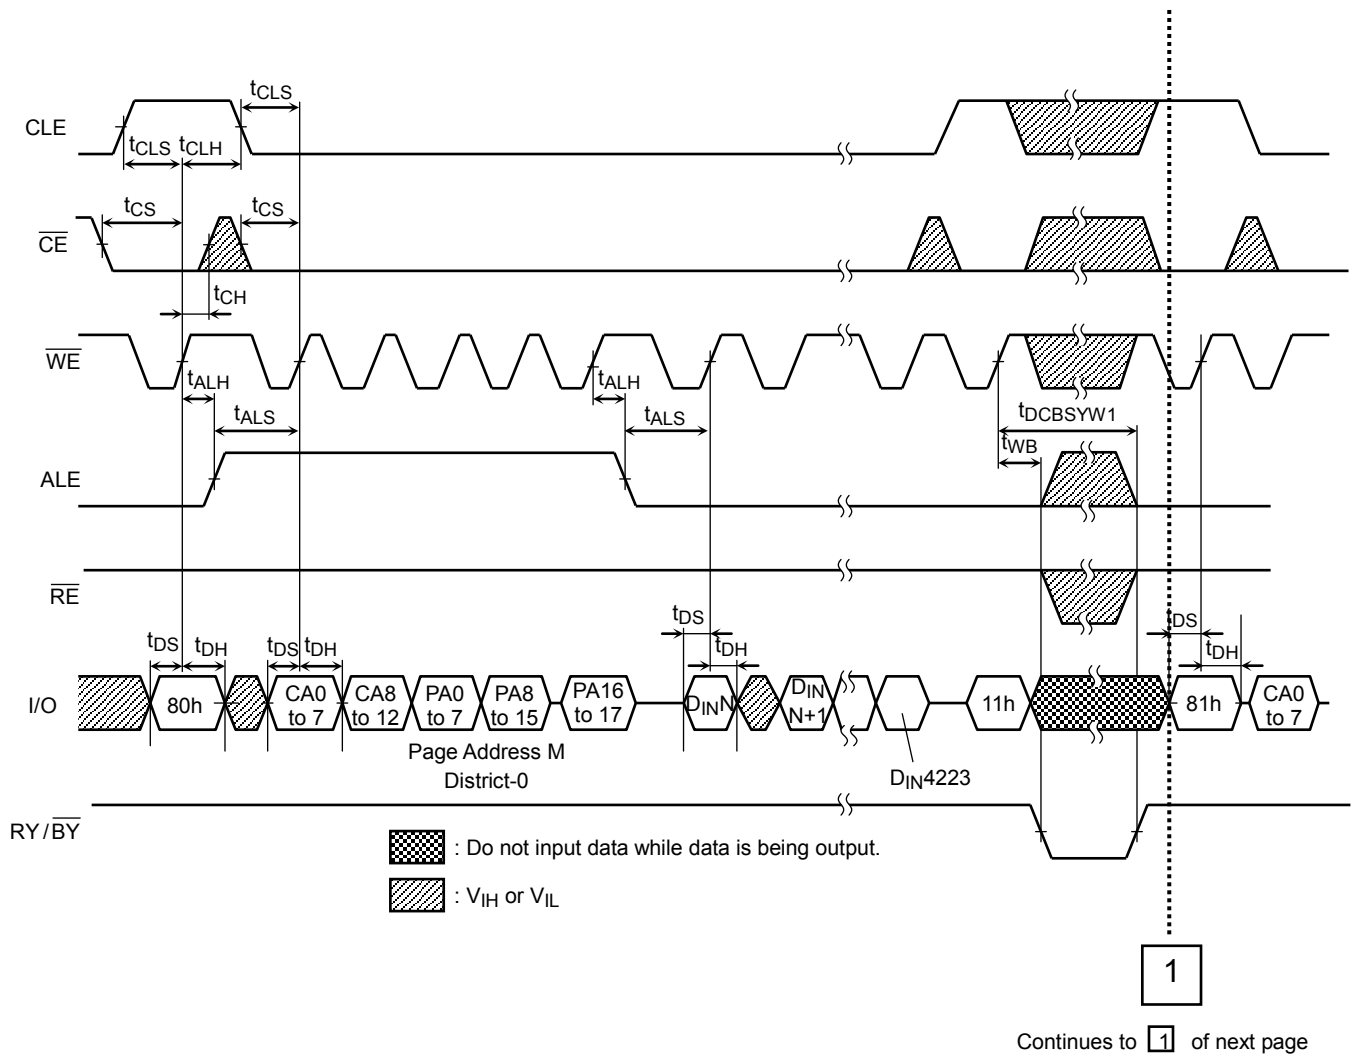 tCLS
CLE
tCLS tCLH
tCS tCS
CE
tCH
WE
tALH tALH
tALS tALS tDCBSYW1
tWB
ALE
RE
tDS tDS
tDS tDH tDS tDH tDH tDH
I/O 80h CA0 to 7 CA8 to 12 PA0 to 7 PA8 to 15 PA16 to 17 DINN DIN N+1 11h 81h CA0 to 7
Page Address M
District-0
DIN4223
RY/BY
: Do not input data while data is being output.
: VIH or VIL
1
Continues to 1 of next page